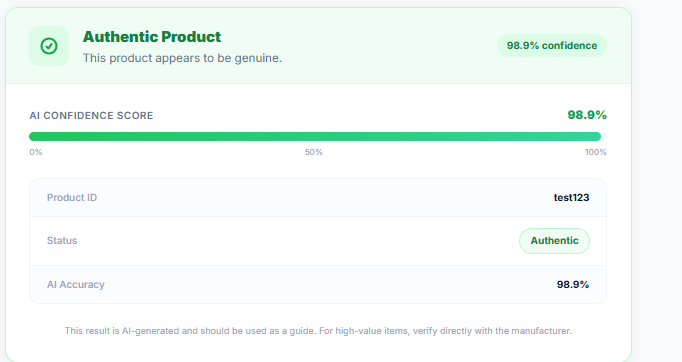 Authentic Product
This product appears to be genuine.
98.9% confidence
AI CONFIDENCE SCORE
98.9%
0%
50%
100%
Product ID
test123
Status
Authentic
AI Accuracy
98.9%
This result is AI-generated and should be used as a guide. For high-value items, verify directly with the manufacturer.